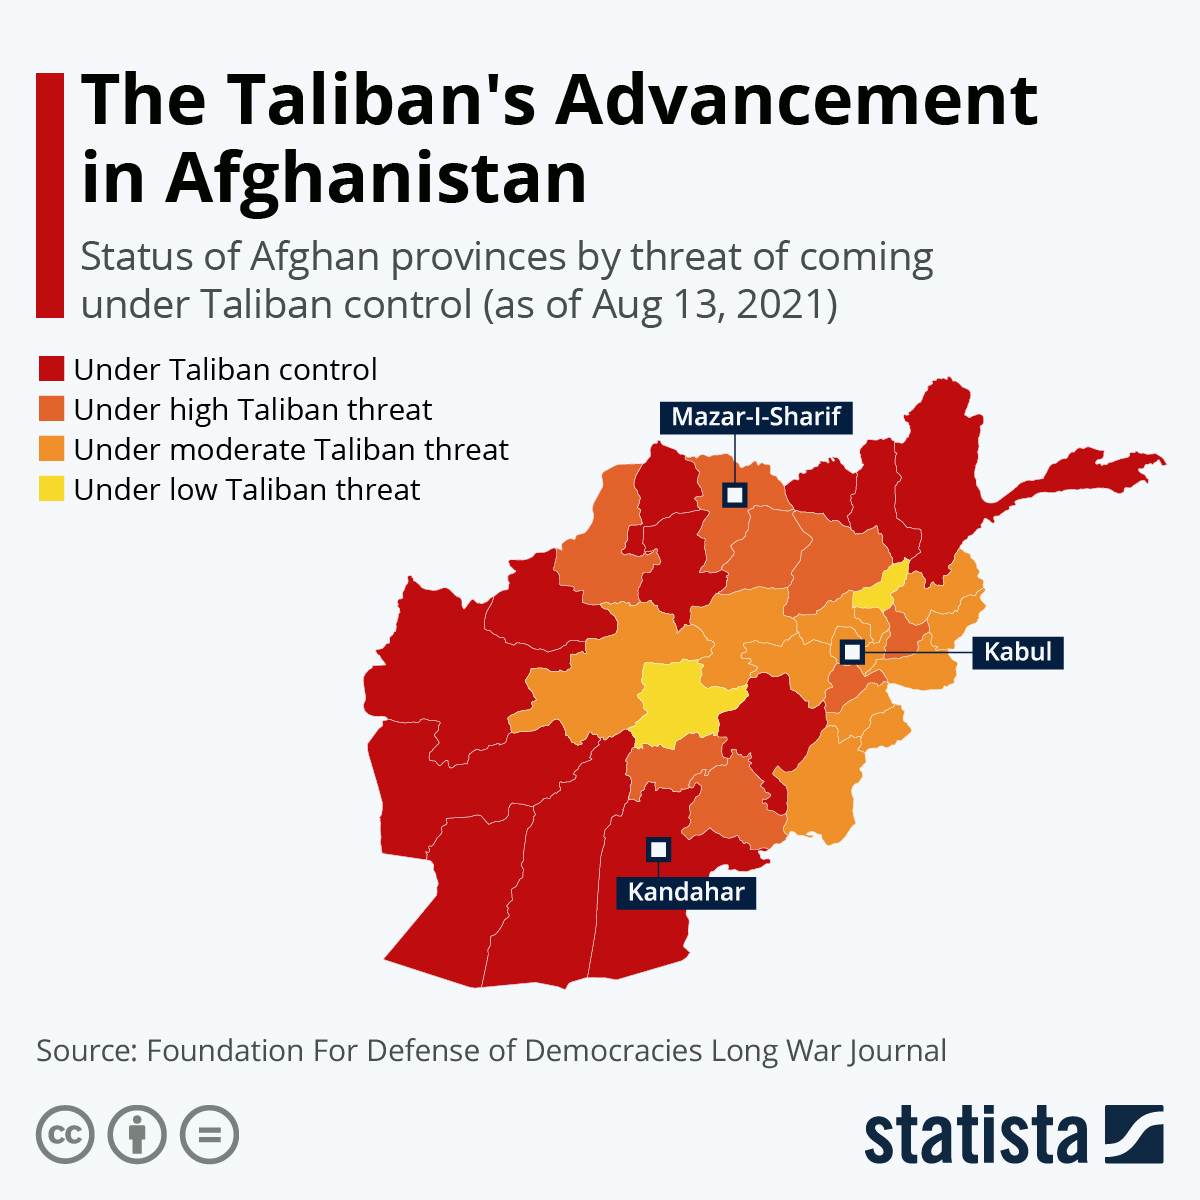 The Taliban's Advancement
in Afghanistan
Status of Afghan provinces by threat of coming
under Taliban control (as of Aug 13, 2021)
Under Taliban control
Under high Taliban threat
Under moderate Taliban threat
Under low Taliban threat
Mazar-I-Sharif
Kabul
Kandahar
Source: Foundation For Defense of Democracies Long War Journal
cc
=
statista